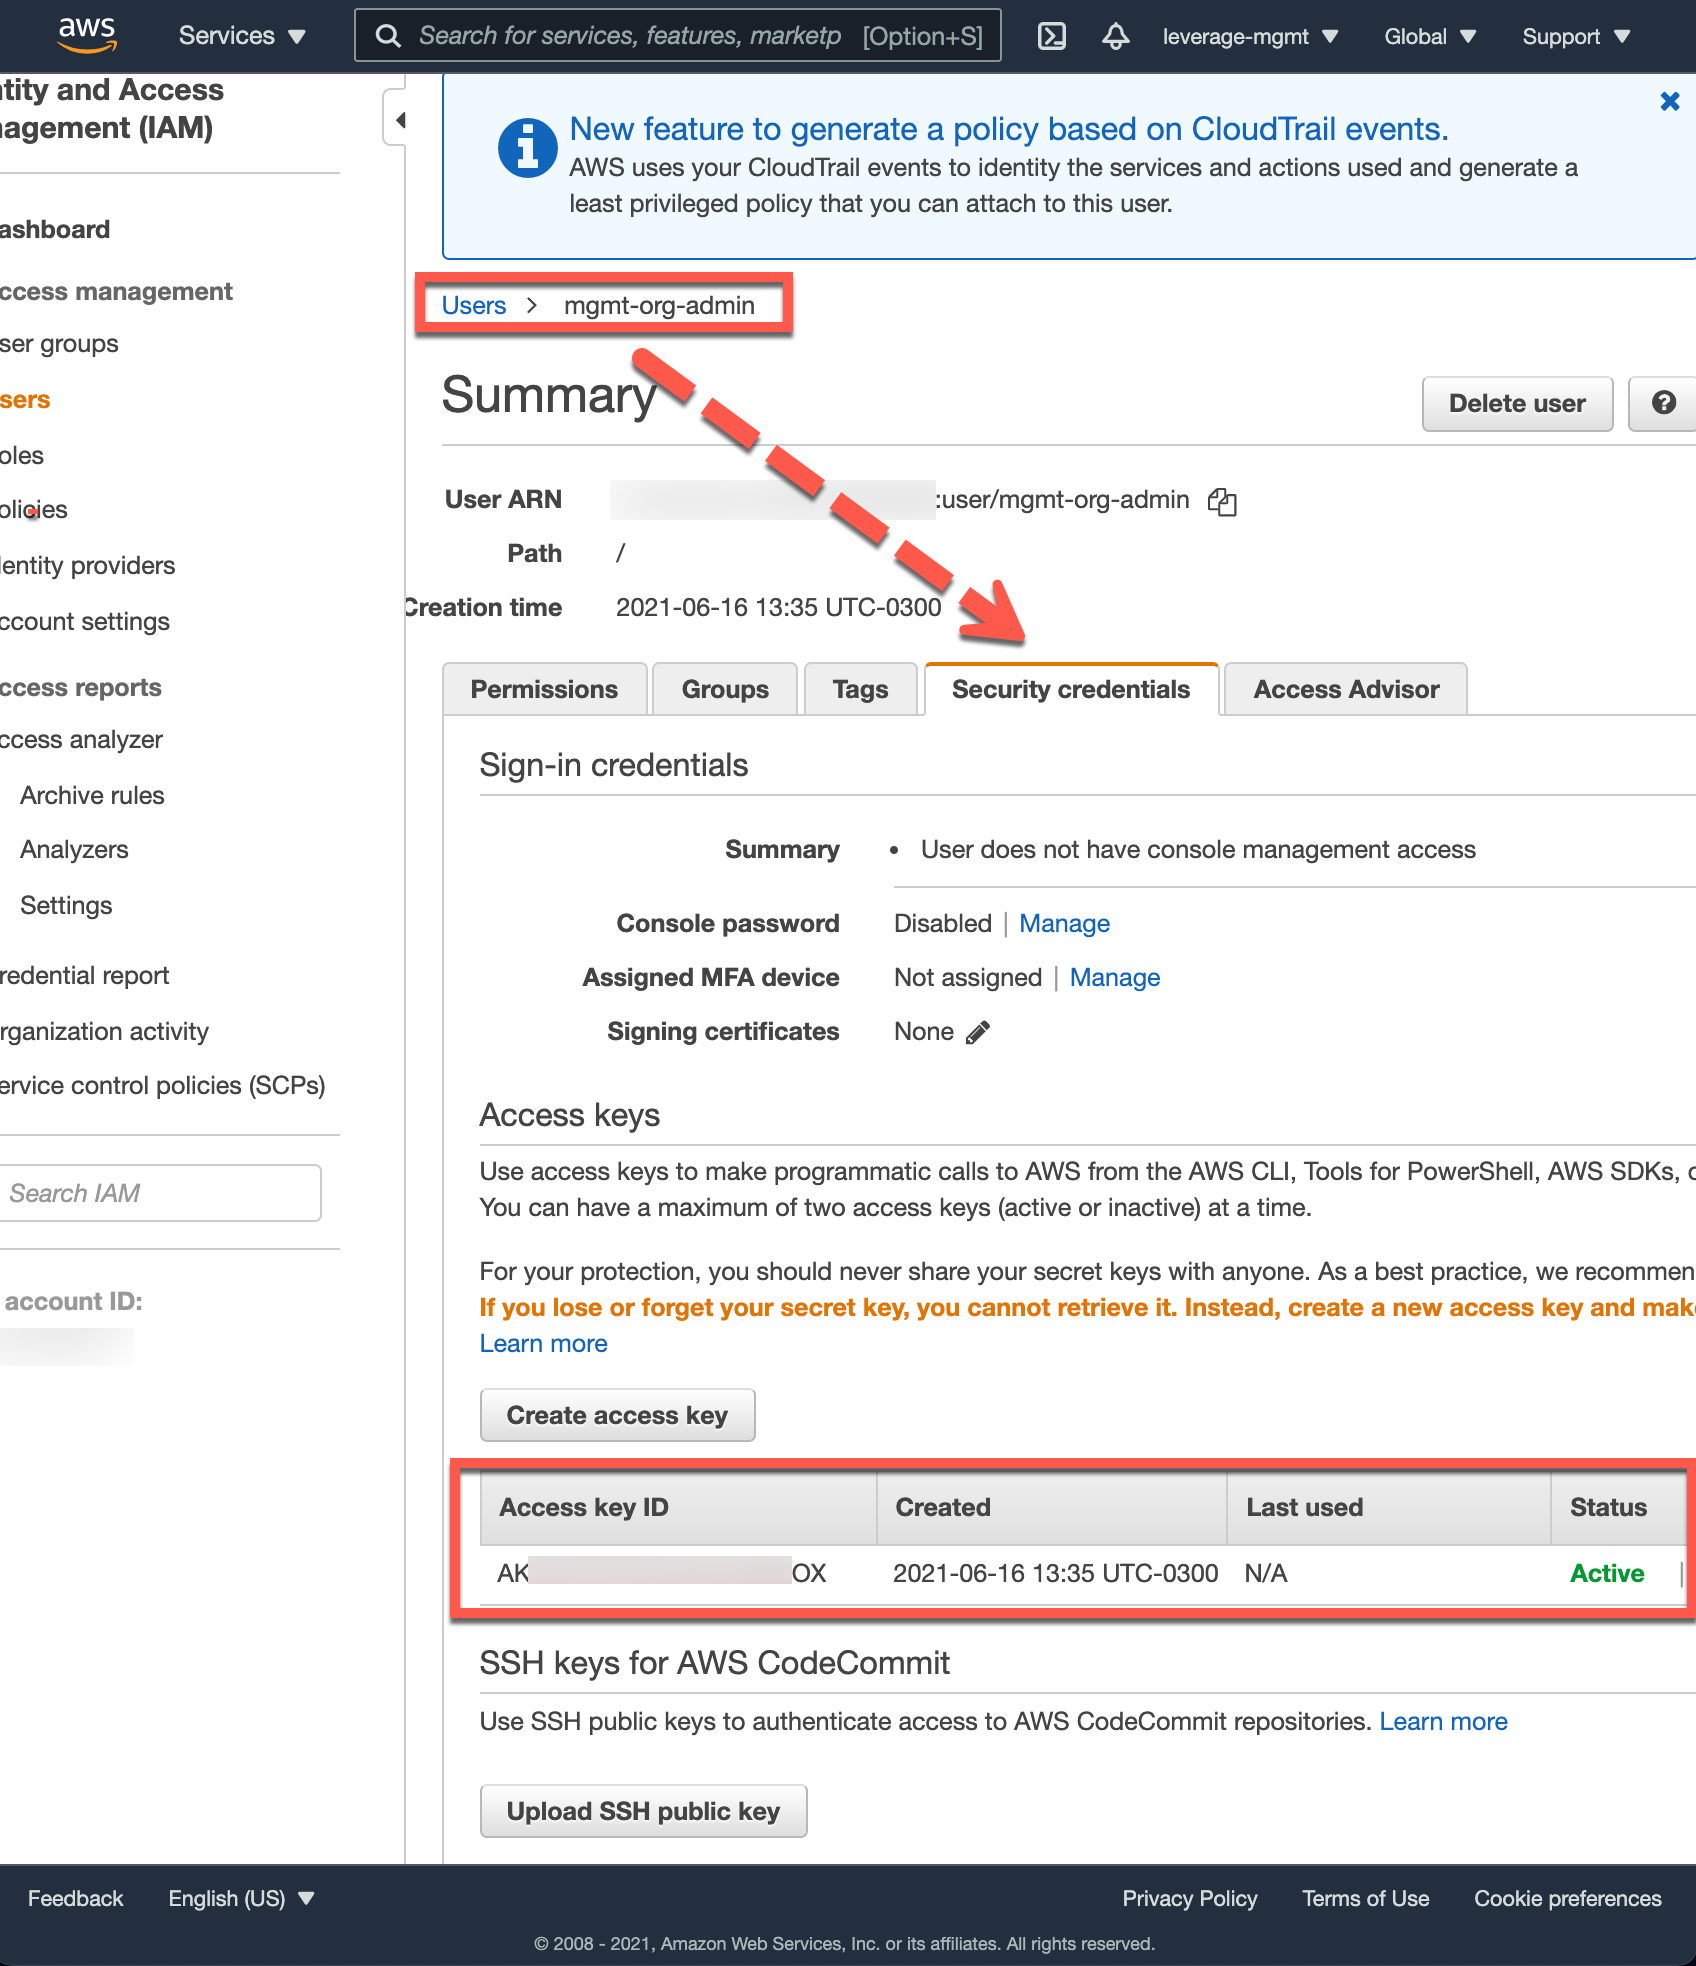 aws
Services
Search for services, features, marketp [Option+S]
leverage-mgmt
Global
Support
ntity and Access
nagement (IAM)
ashboard
ccess management
ser groups
sers
oles
olicies
entity providers
ccount settings
ccess reports
ccess analyzer
Archive rules
Analyzers
Settings
redential report
rganization activity
ervice control policies (SCPs)
Search IAM
account ID:
New feature to generate a policy based on CloudTrail events.
AWS uses your CloudTrail events to identity the services and actions used and generate a
least privileged policy that you can attach to this user.
Users > mgmt-org-admin
Summary
Delete user
User ARN :user/mgmt-org-admin
Path /
Creation time 2021-06-16 13:35 UTC-0300
Permissions Groups Tags Security credentials Access Advisor
Sign-in credentials
Summary • User does not have console management access
Console password Disabled | Manage
Assigned MFA device Not assigned | Manage
Signing certificates None
Access keys
Use access keys to make programmatic calls to AWS from the AWS CLI, Tools for PowerShell, AWS SDKs,
You can have a maximum of two access keys (active or inactive) at a time.
For your protection, you should never share your secret keys with anyone. As a best practice, we recommen
If you lose or forget your secret key, you cannot retrieve it. Instead, create a new access key and mak
Learn more
Create access key
Access key ID Created Last used Status
AK OX 2021-06-16 13:35 UTC-0300 N/A Active |
SSH keys for AWS CodeCommit
Use SSH public keys to authenticate access to AWS CodeCommit repositories. Learn more
Upload SSH public key
Feedback English (US) Privacy Policy Terms of Use Cookie preferences
© 2008 - 2021, Amazon Web Services, Inc. or its affiliates. All rights reserved.